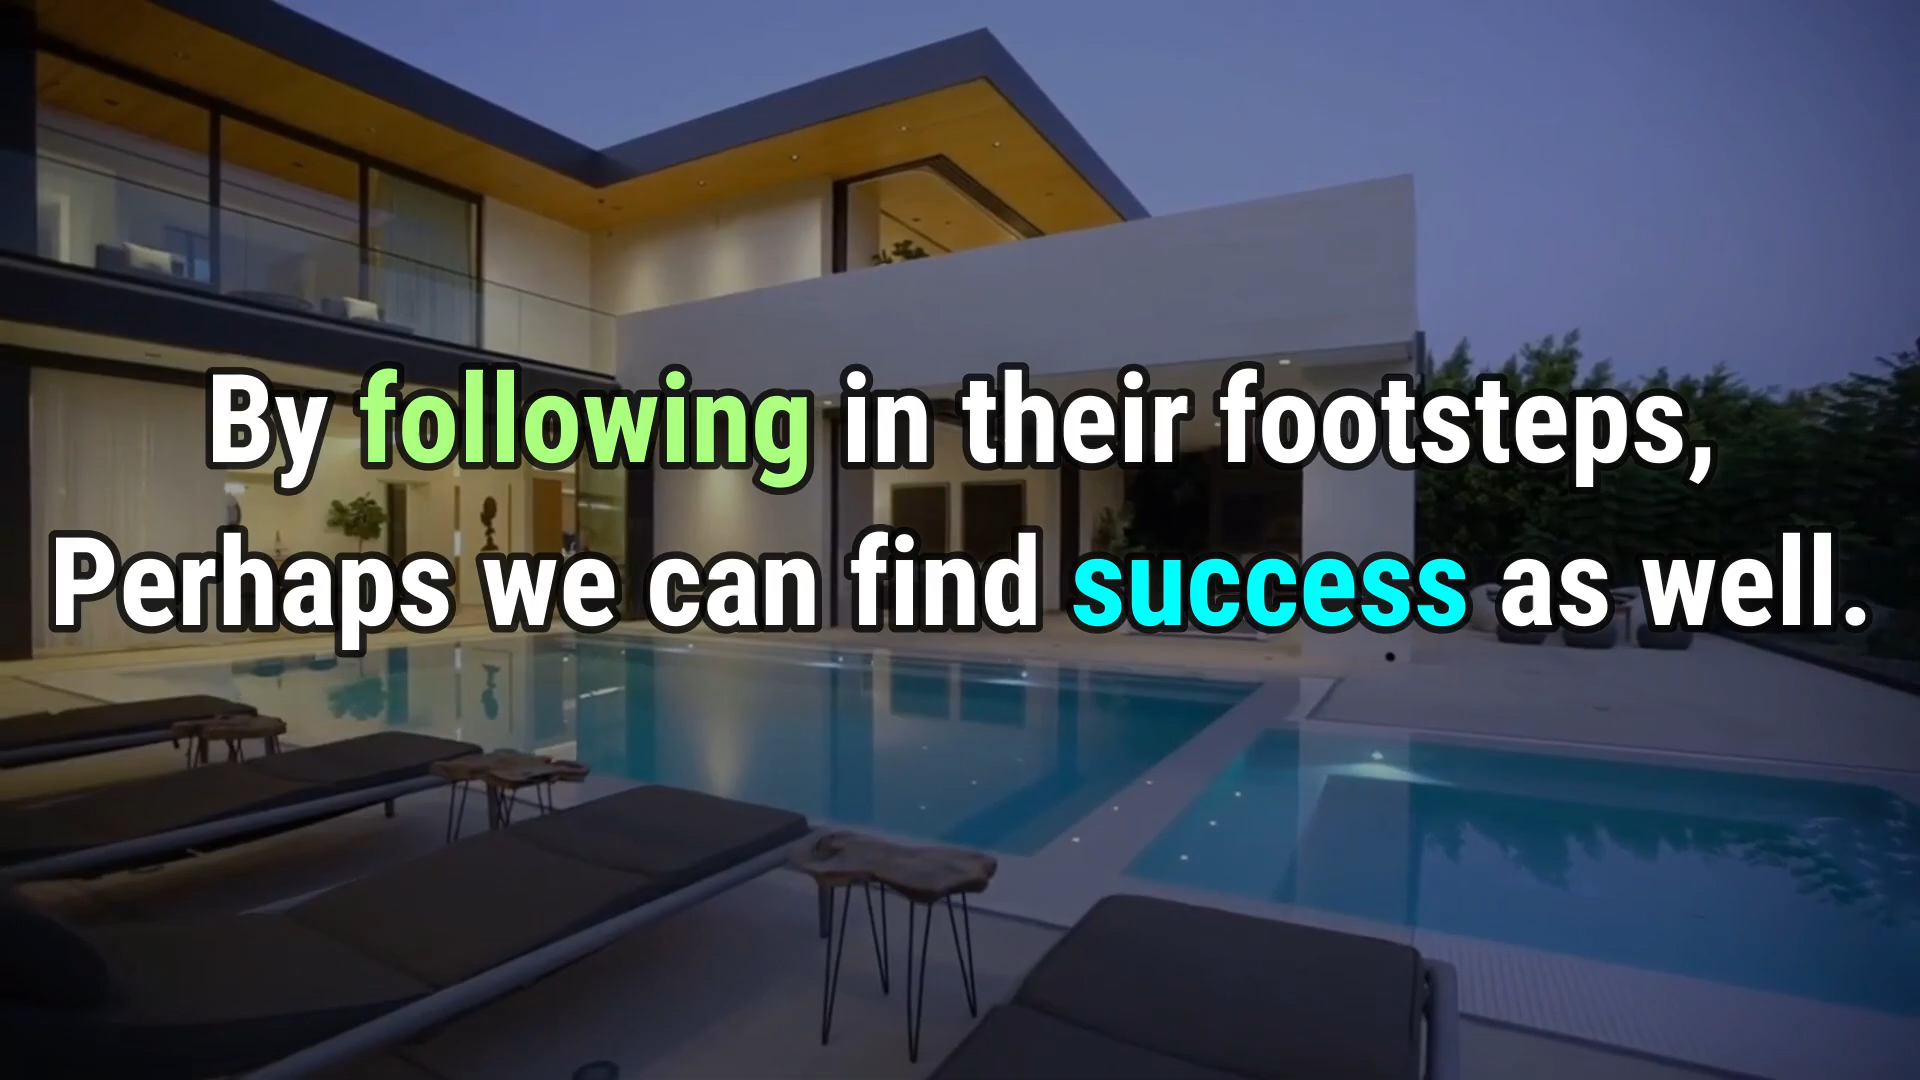 By following in their footsteps,
Perhaps we can find success as well.